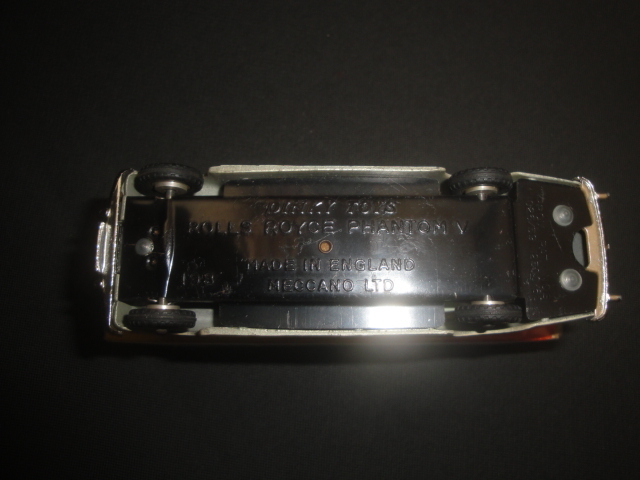 DINKY TOYS
ROLLS ROYCE PHANTOM V
MADE IN ENGLAND
MECCANO LTD